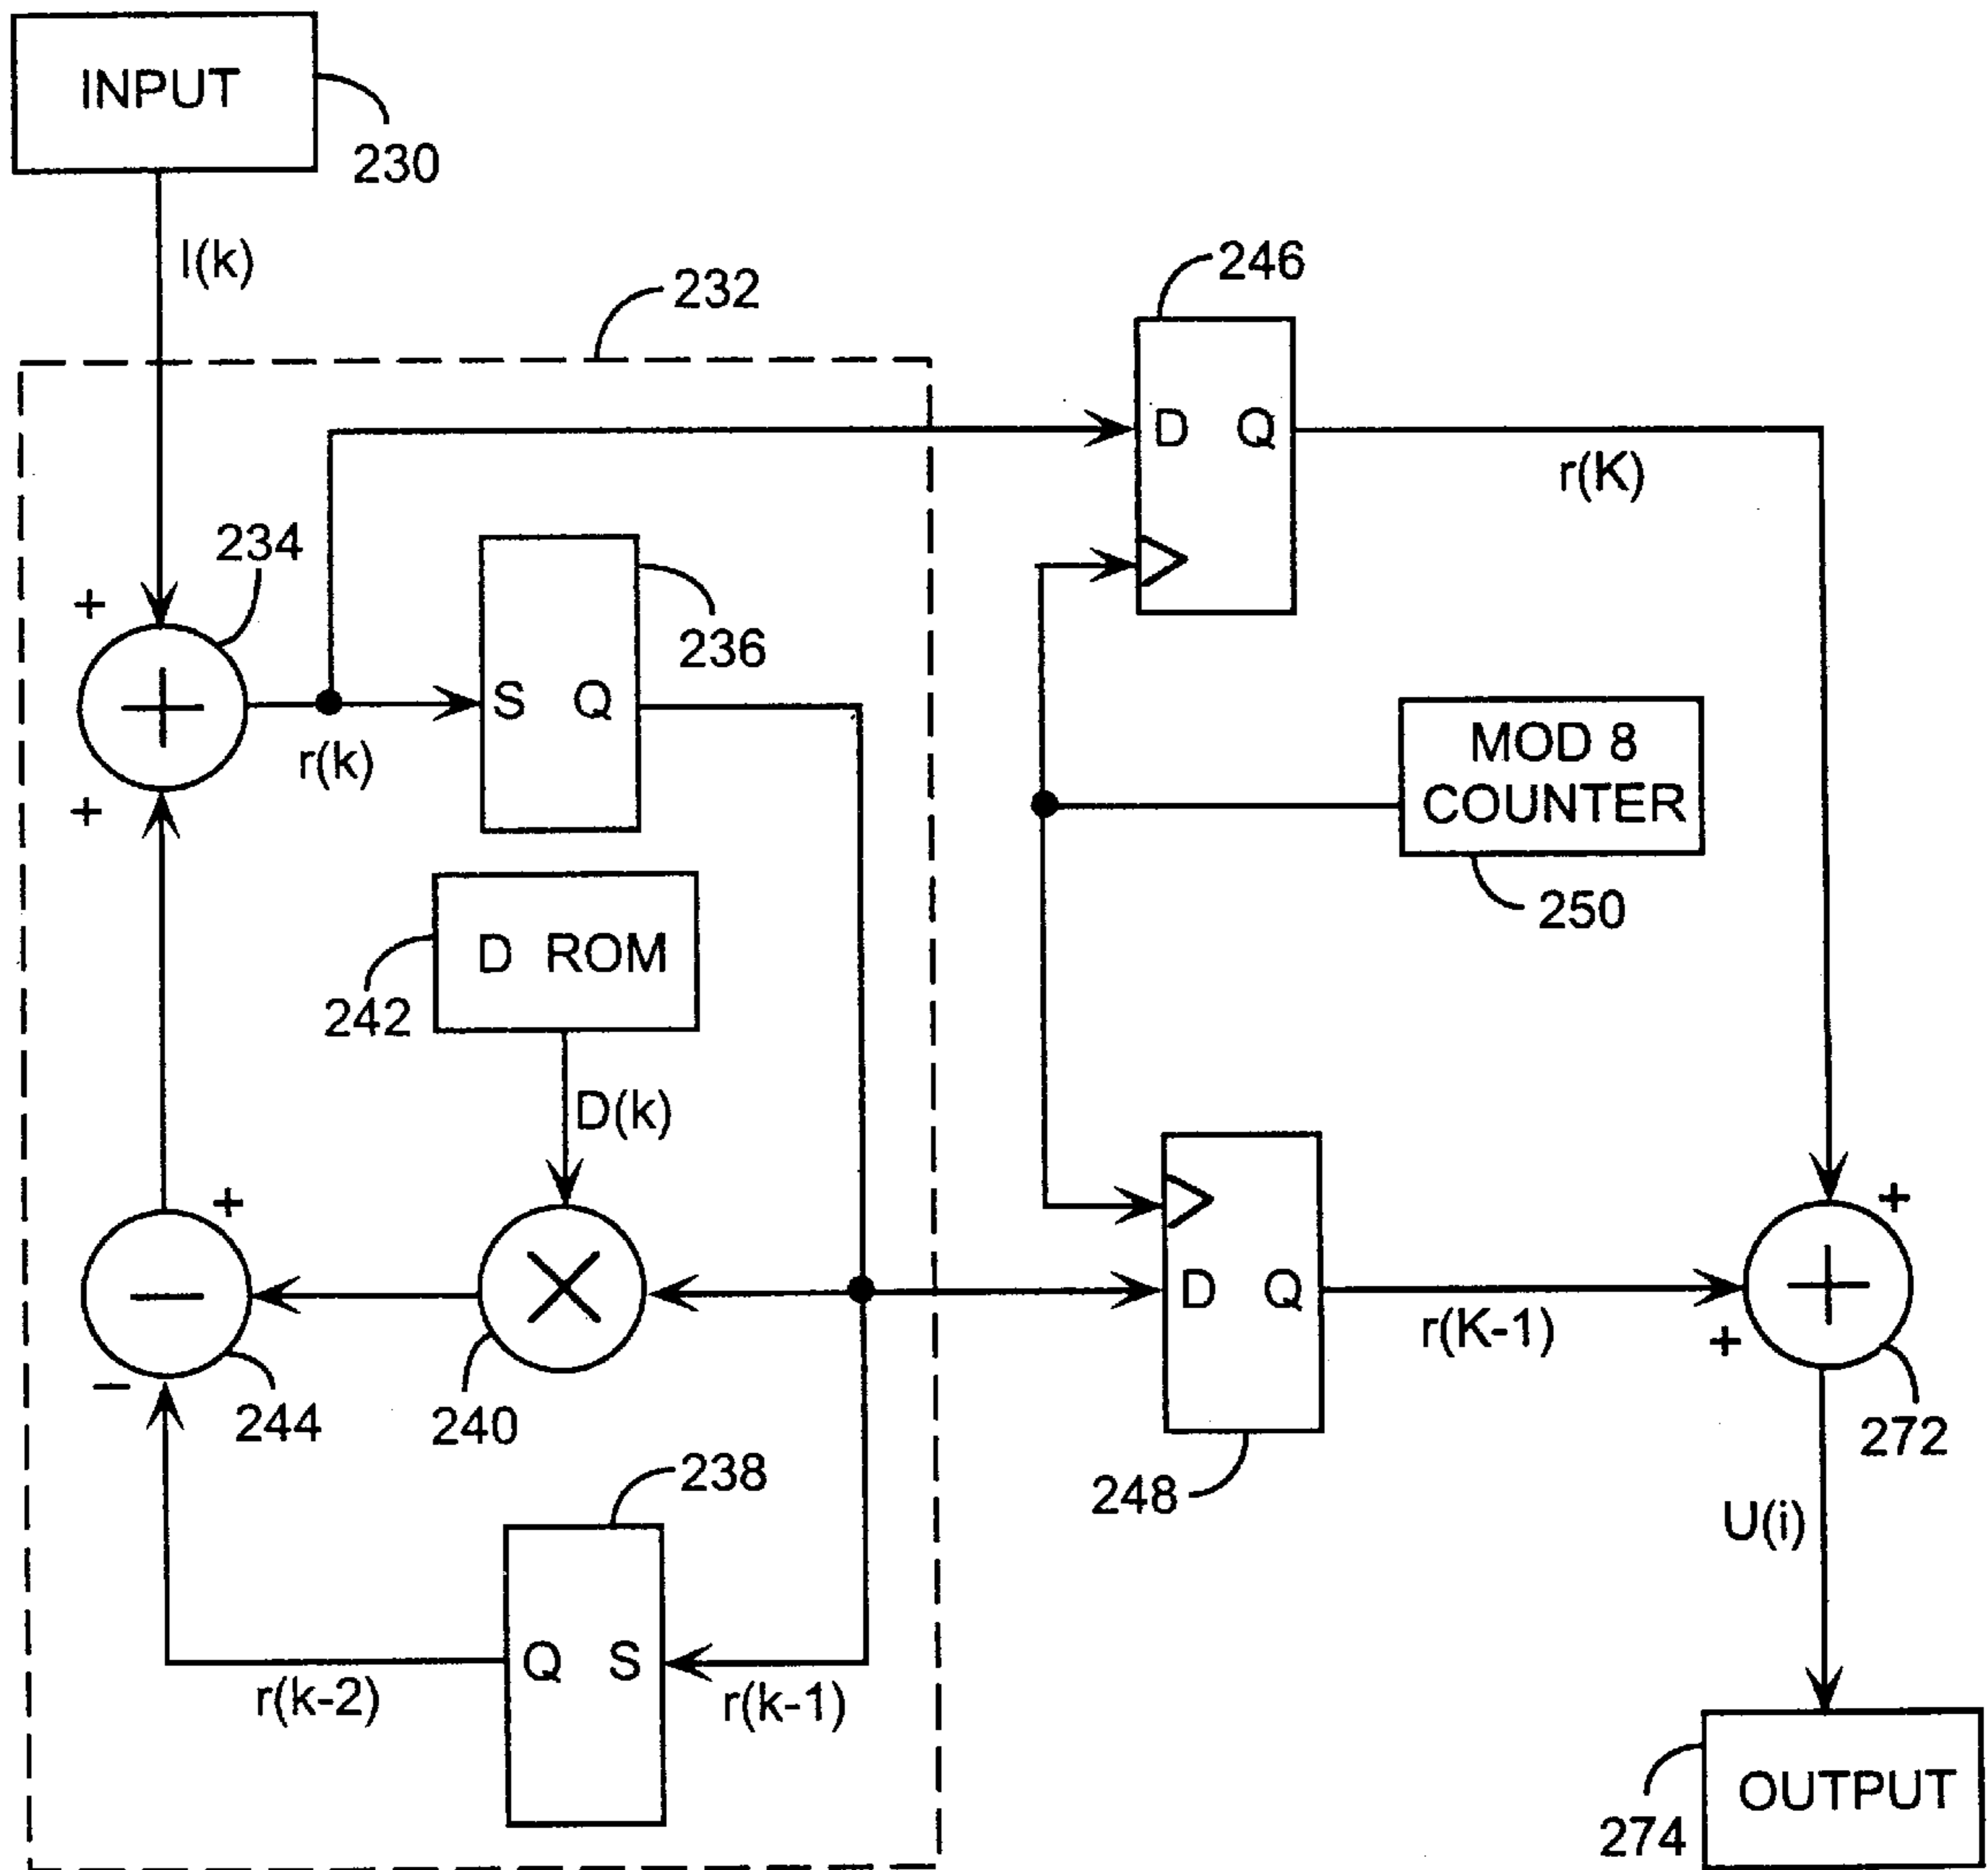 INPUT
230
I(k)
232
246
D Q
r(K)
234
+
236
S Q
r(k)
+
MOD 8
COUNTER
250
D ROM
242
D(k)
+
+
244
240
−
D Q
r(K-1)
+
272
248
238
U(i)
Q S
r(k-2)
r(k-1)
OUTPUT
274